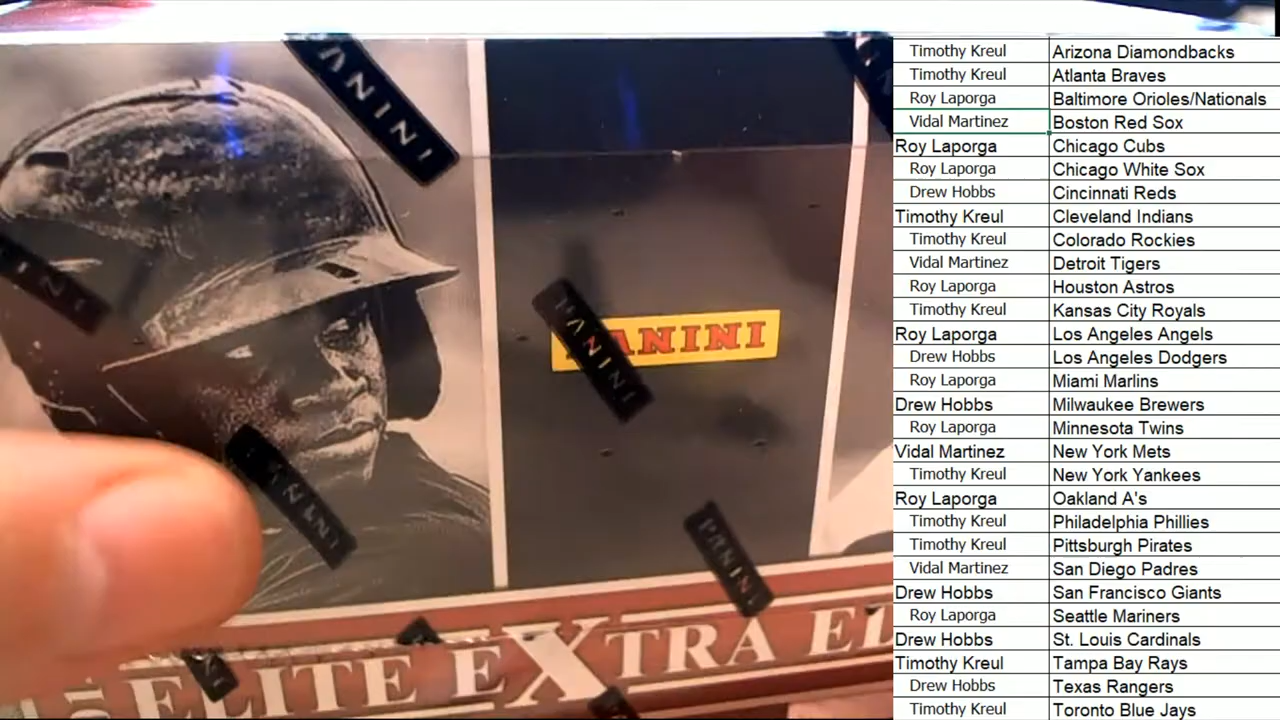 PANINI
ANINI
PANINI
PANINI
PANINI
ELITE EXTRA EL
Timothy Kreul Arizona Diamondbacks
Timothy Kreul Atlanta Braves
Roy Laporga Baltimore Orioles/Nationals
Vidal Martinez Boston Red Sox
Roy Laporga Chicago Cubs
Roy Laporga Chicago White Sox
Drew Hobbs Cincinnati Reds
Timothy Kreul Cleveland Indians
Timothy Kreul Colorado Rockies
Vidal Martinez Detroit Tigers
Roy Laporga Houston Astros
Timothy Kreul Kansas City Royals
Roy Laporga Los Angeles Angels
Drew Hobbs Los Angeles Dodgers
Roy Laporga Miami Marlins
Drew Hobbs Milwaukee Brewers
Roy Laporga Minnesota Twins
Vidal Martinez New York Mets
Timothy Kreul New York Yankees
Roy Laporga Oakland A's
Timothy Kreul Philadelphia Phillies
Timothy Kreul Pittsburgh Pirates
Vidal Martinez San Diego Padres
Drew Hobbs San Francisco Giants
Roy Laporga Seattle Mariners
Drew Hobbs St. Louis Cardinals
Timothy Kreul Tampa Bay Rays
Drew Hobbs Texas Rangers
Timothy Kreul Toronto Blue Jays